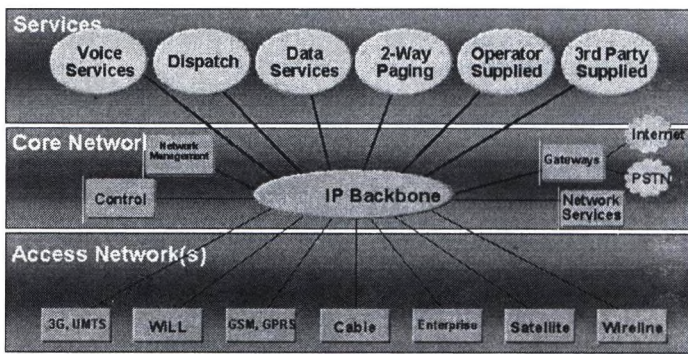 Services
Voice
Services
Dispatch
Data
Services
2-Way
Paging
Operator
Supplied
3rd Party
Supplied
Core Network
Network
Management
Control
IP Backbone
Gateways
Internet
PSTN
Network
Services
Access Network(s)
3G, UMTS
WiLL
GSM, GPRS
Cable
Enterprise
Satellite
Wireline